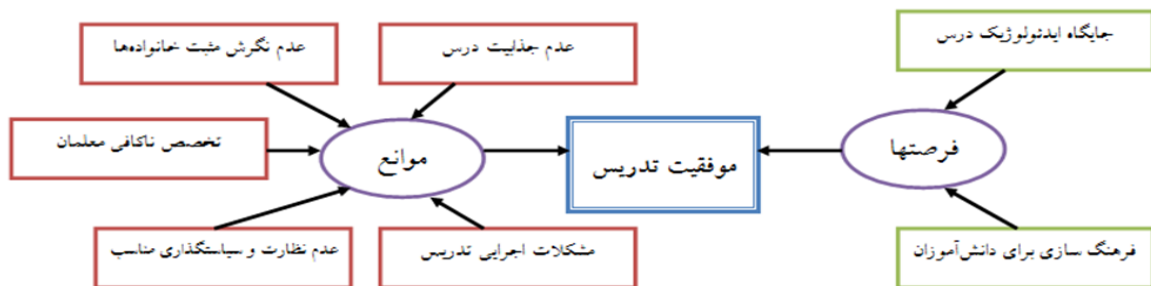 جایگاه ایدئولوژیک درس
عدم جذابیت درس
عدم نگرش مثبت خانواده‌ها
فرصتها
موفقیت تدریس
موانع
تخصص ناکافی معلمان
فرهنگ سازی برای دانش‌آموزان
مشکلات اجرایی تدریس
عدم نظارت و سیاستگذاری مناسب